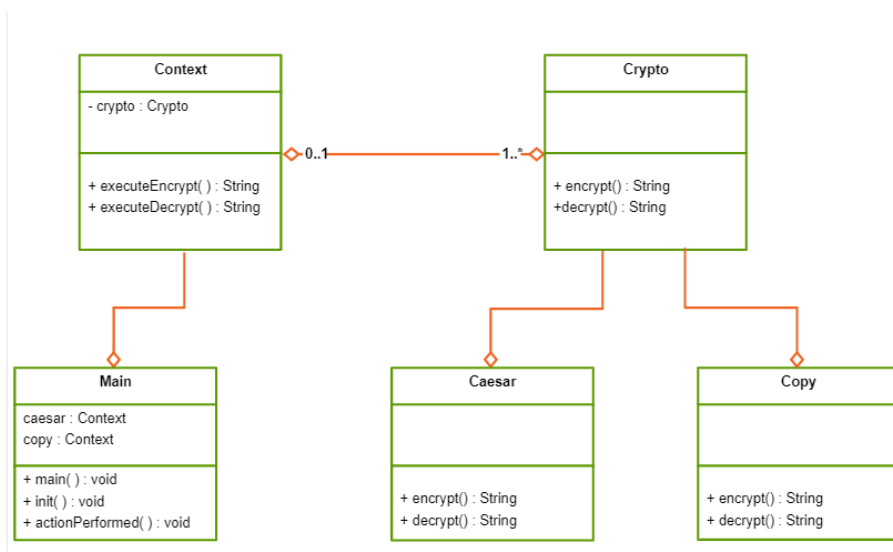 Context
- crypto : Crypto
+ executeEncrypt( ) : String
+ executeDecrypt( ) : String
0..1
1..*
Crypto
+ encrypt() : String
+decrypt() : String
Main
caesar : Context
copy : Context
+ main( ) : void
+ init( ) : void
+ actionPerformed( ) : void
Caesar
+ encrypt() : String
+ decrypt() : String
Copy
+ encrypt() : String
+ decrypt() : String